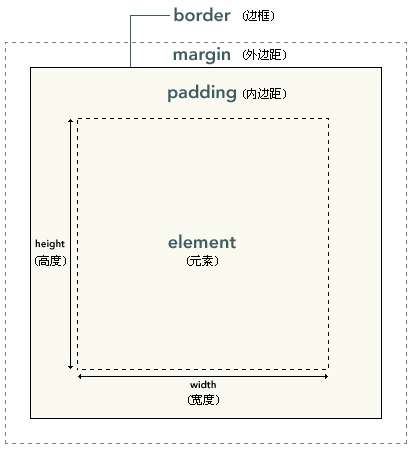 border (边框)
margin (外边距)
padding (内边距)
height
(高度)
element
(元素)
width
(宽度)